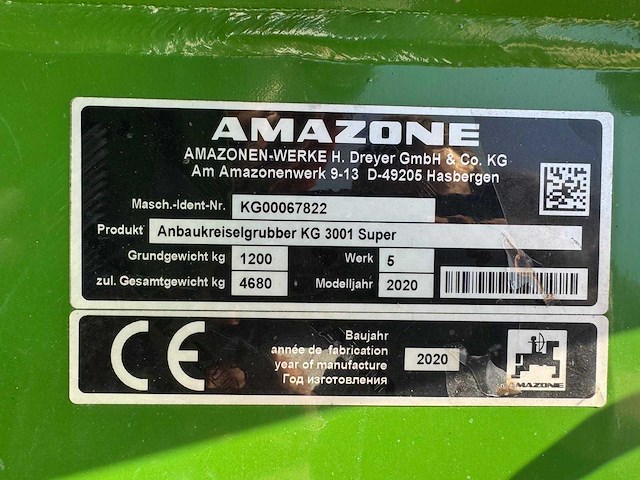 AMAZONE
AMAZONEN-WERKE H. Dreyer GmbH & Co. KG
Am Amazonenwerk 9-13 D-49205 Hasbergen
Masch.-Ident-Nr. KG00067822
Produkt Anbaukreiselgrubber KG 3001 Super
Grundgewicht kg 1200 Werk 5
zul. Gesamtgewicht kg 4680 Modelljahr 2020
CE
Baujahr
année de fabrication
year of manufacture
Год изготовления
2020
AMAZONE